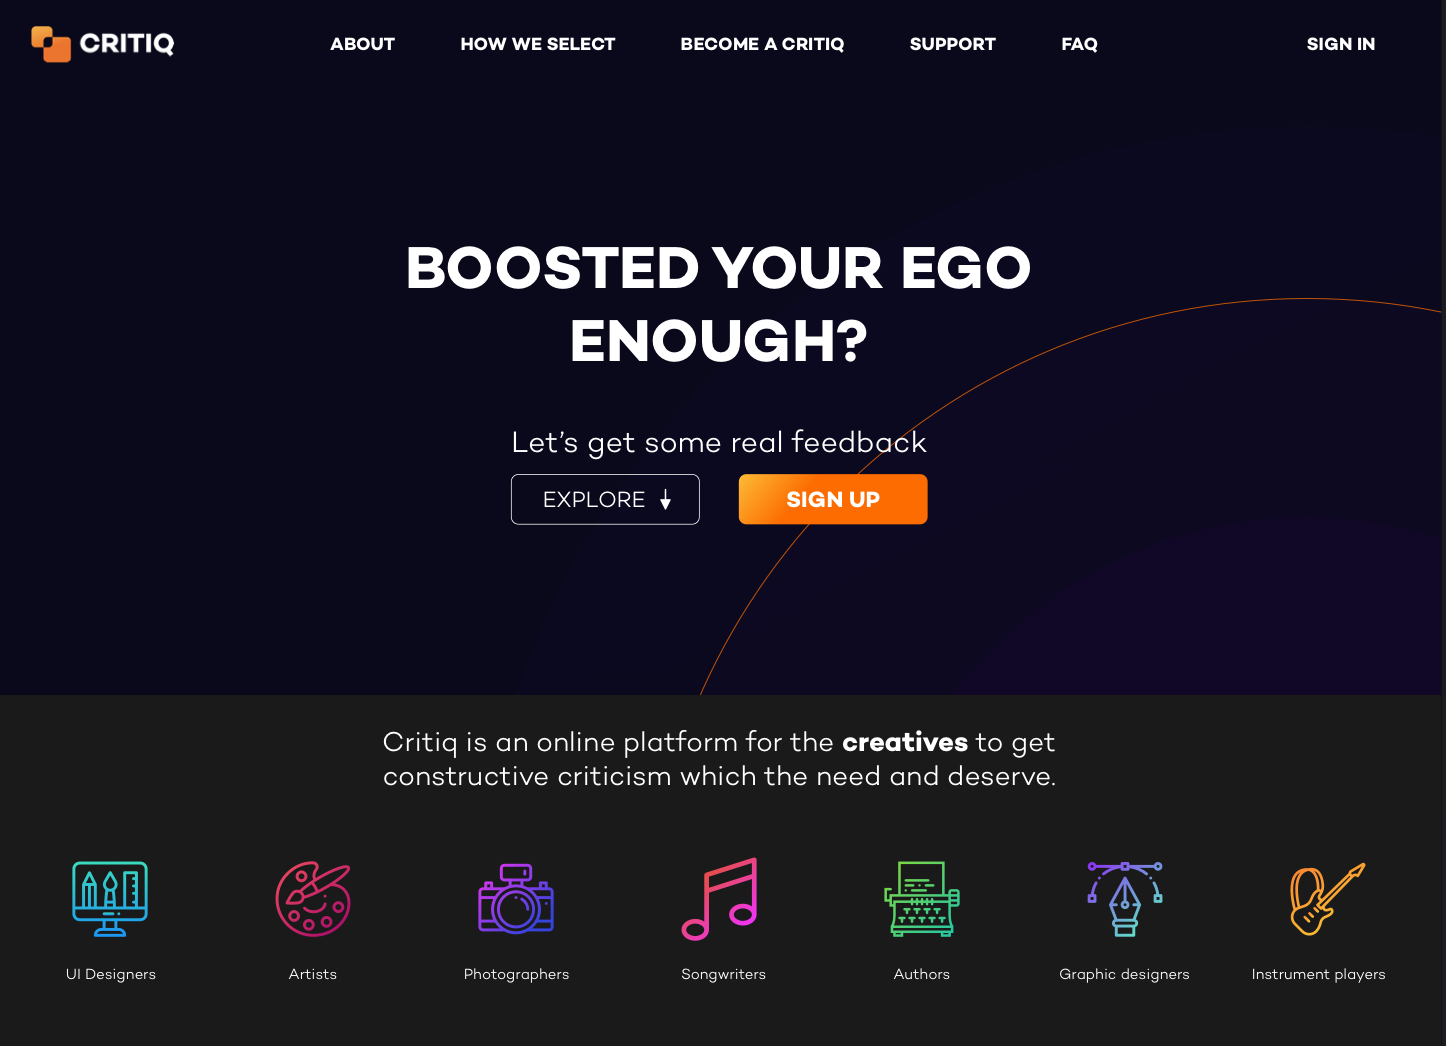 CRITIQ
ABOUT HOW WE SELECT BECOME A CRITIQ SUPPORT FAQ SIGN IN
BOOSTED YOUR EGO
ENOUGH?
Let’s get some real feedback
EXPLORE SIGN UP
Critiq is an online platform for the creatives to get
constructive criticism which the need and deserve.
UI Designers Artists Photographers Songwriters Authors Graphic designers Instrument players